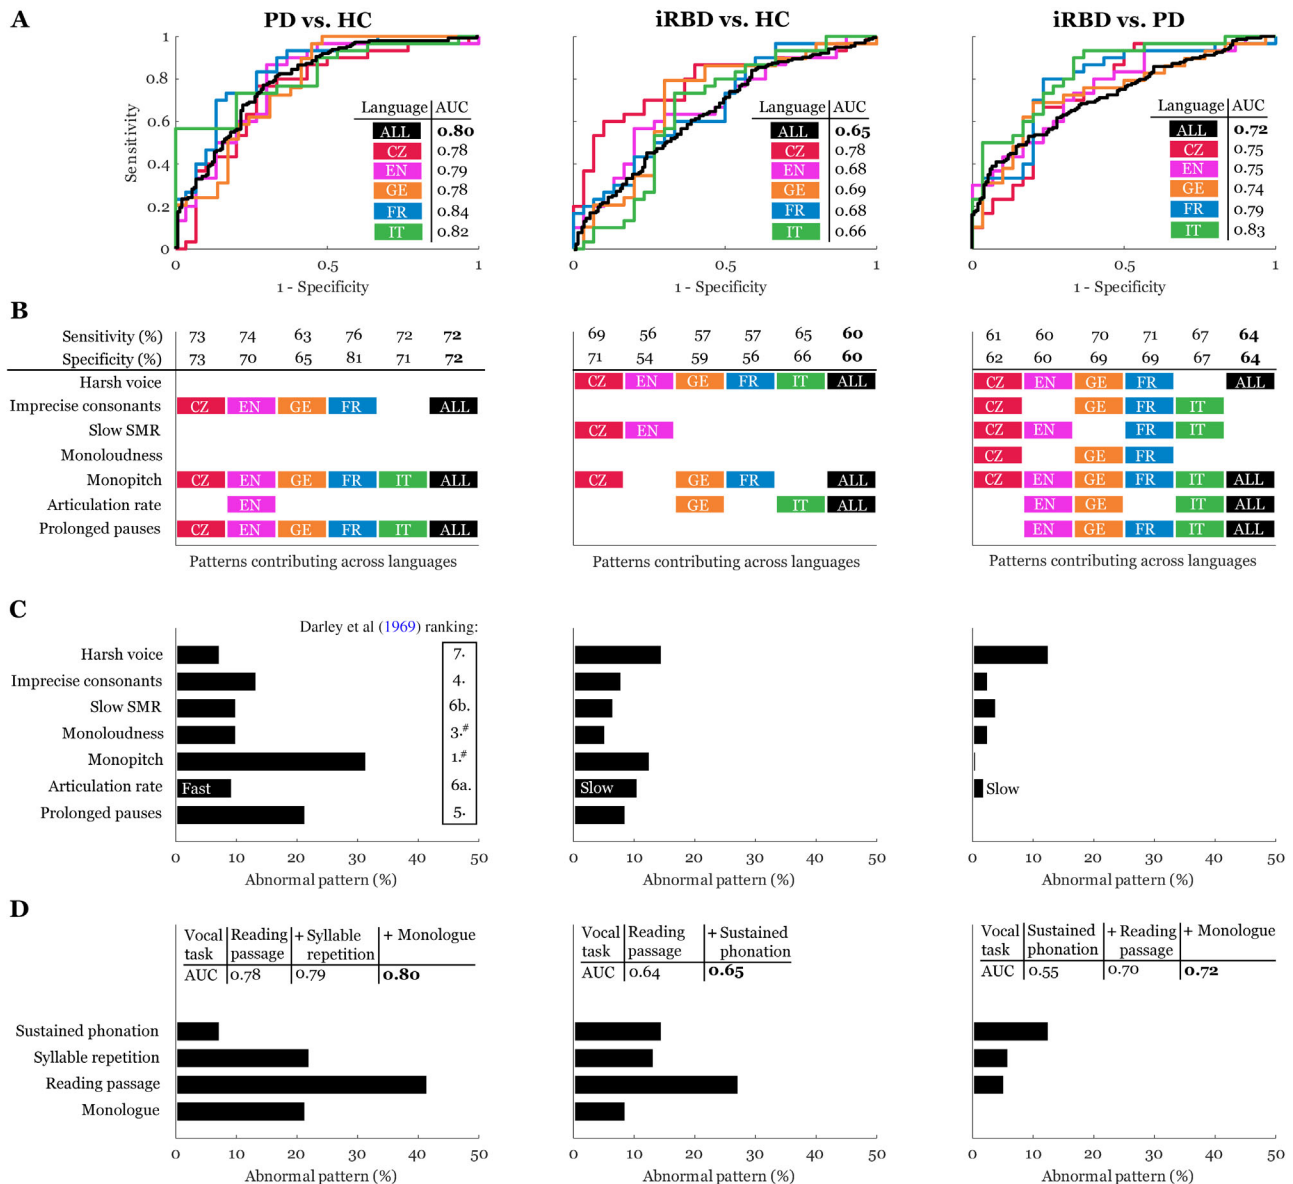 A
PD vs. HC
iRBD vs. HC
iRBD vs. PD
Sensitivity
1
0.8
0.6
0.4
0.2
0
Language AUC
ALL 0.80
CZ 0.78
EN 0.79
GE 0.78
FR 0.84
IT 0.82
0 0.5 1
1 - Specificity
Language AUC
ALL 0.65
CZ 0.78
EN 0.68
GE 0.69
FR 0.68
IT 0.66
0 0.5 1
1 - Specificity
Language AUC
ALL 0.72
CZ 0.75
EN 0.75
GE 0.74
FR 0.79
IT 0.83
0 0.5 1
1 - Specificity
B
Sensitivity (%) 73 74 63 76 72 72 69 56 57 57 65 60 61 60 70 71 67 64
Specificity (%) 73 70 65 81 71 72 71 54 59 56 66 60 62 60 69 69 67 64
Harsh voice CZ EN GE FR IT ALL CZ EN GE FR ALL
Imprecise consonants CZ EN GE FR ALL CZ GE FR IT
Slow SMR CZ EN CZ EN FR IT
Monoloudness CZ GE FR
Monopitch CZ EN GE FR IT ALL CZ GE FR ALL CZ EN GE FR IT ALL
Articulation rate EN GE IT ALL EN GE IT ALL
Prolonged pauses CZ EN GE FR IT ALL EN GE FR IT ALL
Patterns contributing across languages
Patterns contributing across languages
Patterns contributing across languages
C
Darley et al (1969) ranking:
Harsh voice 7.
Imprecise consonants 4.
Slow SMR 6b.
Monoloudness 3.#
Monopitch 1.#
Articulation rate Fast 6a. Slow Slow
Prolonged pauses 5.
0 10 20 30 40 50
Abnormal pattern (%)
0 10 20 30 40 50
Abnormal pattern (%)
0 10 20 30 40 50
Abnormal pattern (%)
D
Vocal task Reading passage + Syllable repetition + Monologue
AUC 0.78 0.79 0.80
Vocal task Reading passage + Sustained phonation
AUC 0.64 0.65
Vocal task Sustained phonation + Reading passage + Monologue
AUC 0.55 0.70 0.72
Sustained phonation
Syllable repetition
Reading passage
Monologue
0 10 20 30 40 50
Abnormal pattern (%)
0 10 20 30 40 50
Abnormal pattern (%)
0 10 20 30 40 50
Abnormal pattern (%)